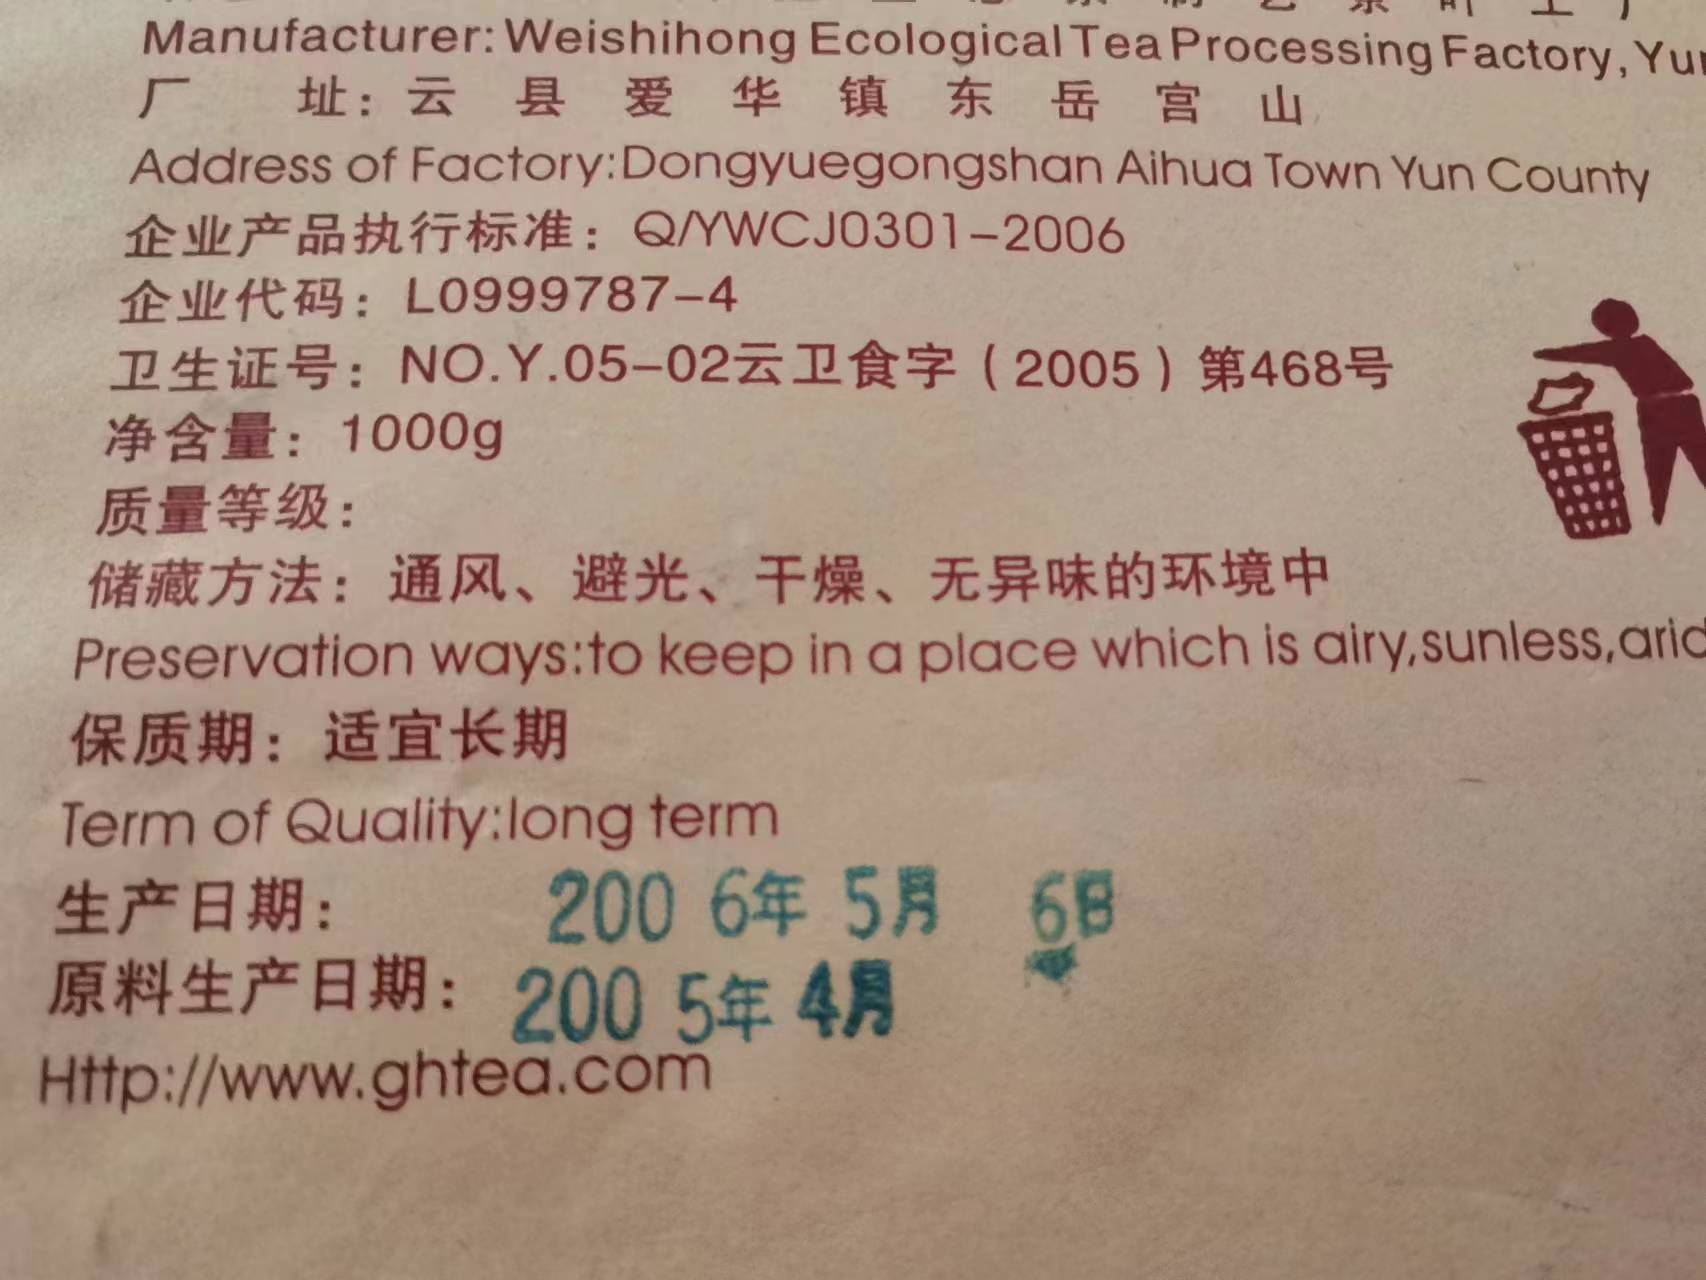 Manufacturer: Weishihong Ecological Tea Processing Factory,
厂 址：云县爱华镇东岳宫山
Address of Factory:Dongyuegongshan Aihua Town Yun County
企业产品执行标准：Q/YWCJ0301-2006
企业代码：L0999787-4
卫生证号：NO.Y.05-02云卫食字（2005）第468号
净含量：1000g
质量等级：
储藏方法：通风、避光、干燥、无异味的环境中
Preservation ways:to keep in a place which is airy,sunless,arid
保质期：适宜长期
Term of Quality:long term
生产日期：2006年5月6日
原料生产日期：2005年4月
Http://www.ghtea.com